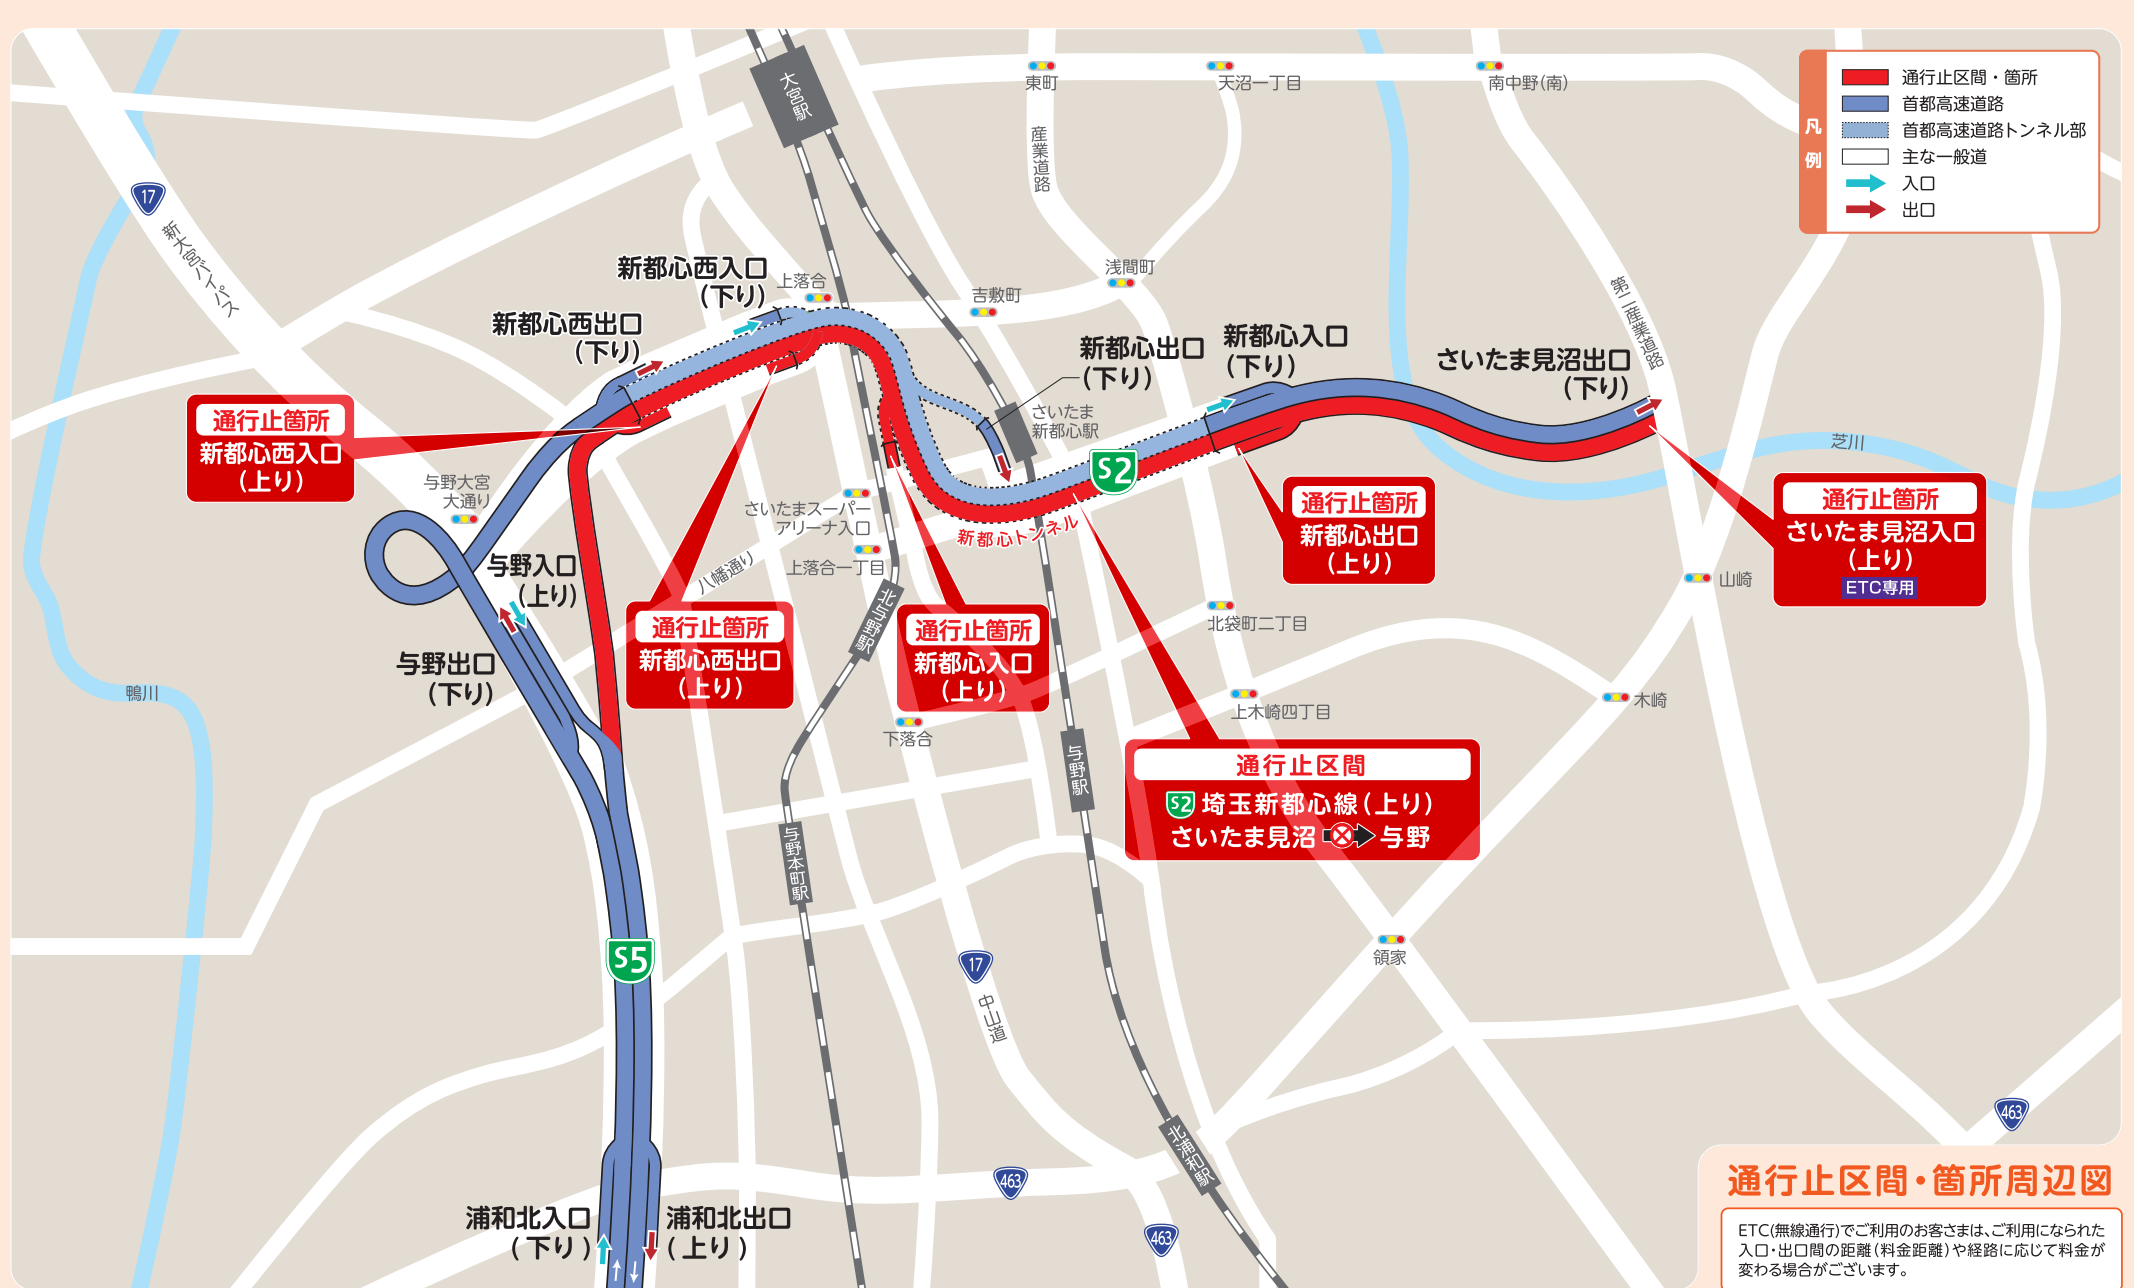 凡例
通行止区間・箇所
首都高速道路
首都高速道路トンネル部
主な一般道
入口
出口
大宮駅
東町
天沼一丁目
南中野(南)
産業道路
17
新大宮バイパス
新都心西入口
(下り)
上落合
浅間町
吉敷町
新都心西出口
(下り)
新都心出口
(下り)
新都心入口
(下り)
さいたま見沼出口
(下り)
第二産業道路
通行止箇所
新都心西入口
(上り)
さいたま
新都心駅
S2
芝川
与野大宮
大通り
さいたまスーパー
アリーナ入口
新都心トンネル
上落合一丁目
八幡通り
通行止箇所
新都心出口
(上り)
通行止箇所
さいたま見沼入口
(上り)
ETC専用
山崎
与野入口
(上り)
与野出口
(下り)
北与野駅
通行止箇所
新都心西出口
(上り)
通行止箇所
新都心入口
(上り)
北袋町二丁目
鴨川
木崎
上木崎四丁目
下落合
与野駅
与野本町駅
通行止区間
S2 埼玉新都心線(上り)
さいたま見沼 与野
S5
17
中山道
領家
463
北浦和駅
463
463
浦和北入口
(下り)
浦和北出口
(上り)
通行止区間・箇所周辺図
ETC(無線通行)でご利用のお客さまは、ご利用になられた
入口・出口間の距離(料金距離)や経路に応じて料金が
変わる場合がございます。